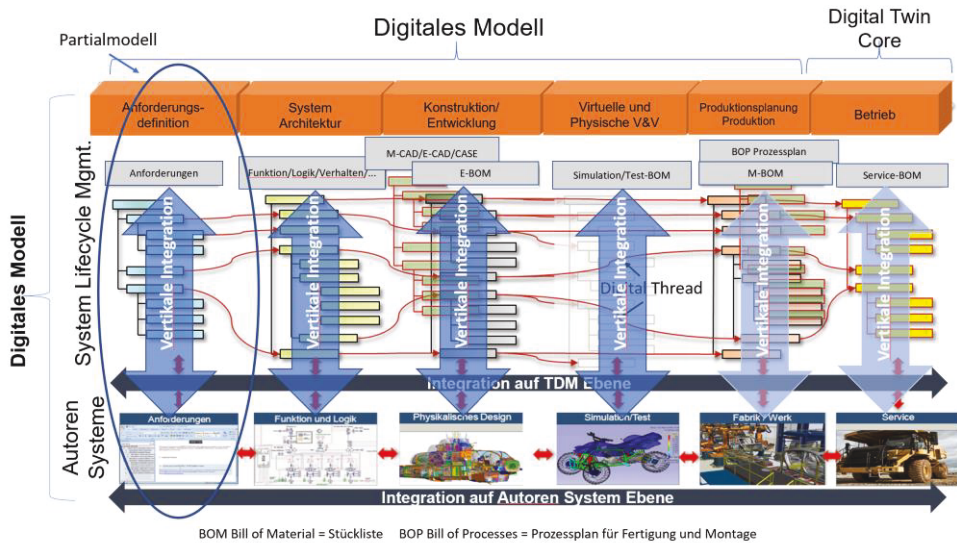 Digitales Modell
Digital Twin
Core
Partialmodell
Anforderungs-
definition
System
Architektur
Konstruktion/
Entwicklung
Virtuelle und
Physische V&V
Produktionsplanung
Produktion
Betrieb
Digitales Modell
System Lifecycle Mgmt.
M-CAD/E-CAD/CASE
BOP Prozessplan
Anforderungen
Funktion/Logik/Verhalten/...
E-BOM
Simulation/Test-BOM
M-BOM
Service-BOM
Vertikale Integration
Vertikale Integration
Vertikale Integration
Vertikale Integration
Vertikale Integration
Vertikale Integration
Digital Thread
Integration auf TDM Ebene
Autoren
Systeme
Anforderungen
Funktion und Logik
Physikalisches Design
Simulation/Test
Fabrik / Werk
Service
Integration auf Autoren System Ebene
BOM Bill of Material = Stückliste BOP Bill of Processes = Prozessplan für Fertigung und Montage